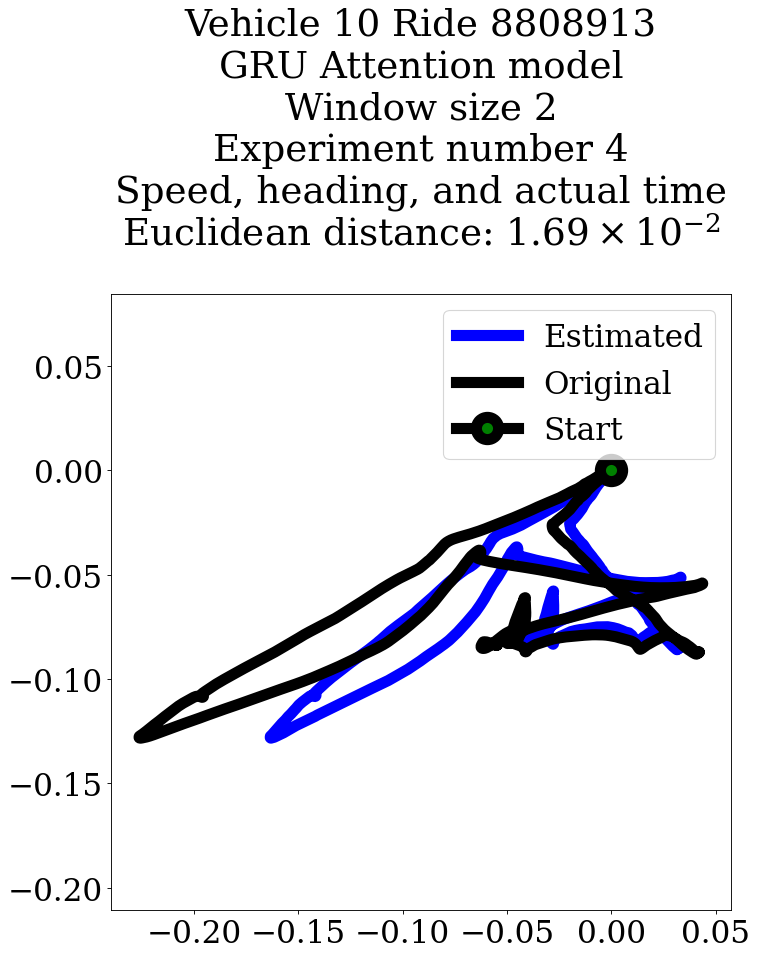 Vehicle 10 Ride 8808913
GRU Attention model
Window size 2
Experiment number 4
Speed, heading, and actual time
Euclidean distance: 1.69 × 10⁻²
Estimated
Original
Start
0.05
0.00
−0.05
−0.10
−0.15
−0.20
−0.20 −0.15 −0.10 −0.05 0.00 0.05